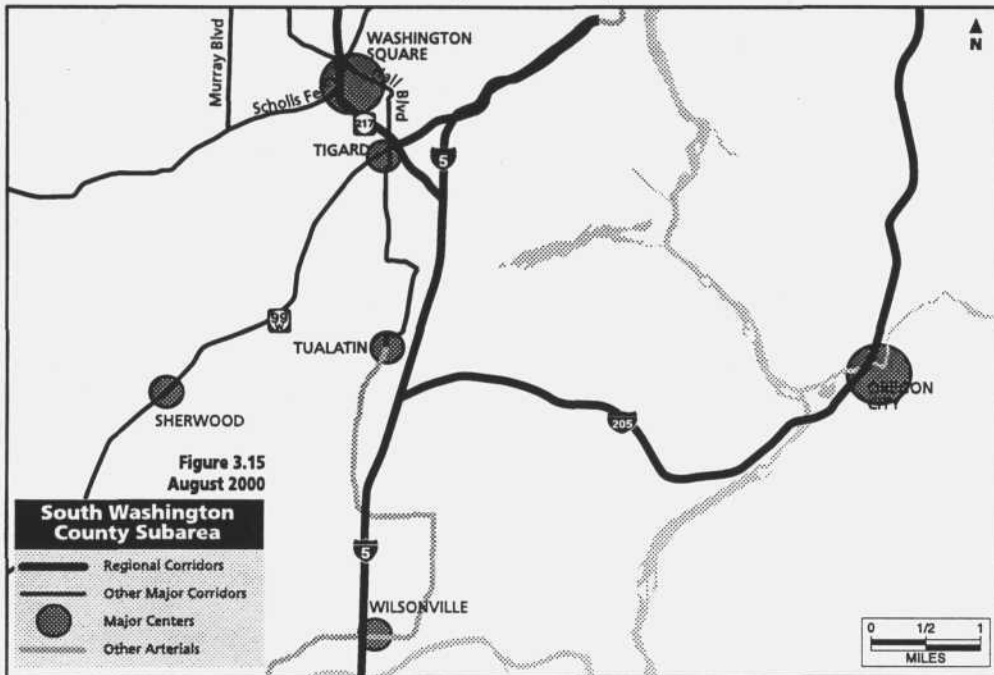 N
WASHINGTON
SQUARE
Murray Blvd
Scholls Fe
Hall
Blvd
217
TIGARD
5
99
W
TUALATIN
SHERWOOD
OREGON
CITY
205
Figure 3.15
August 2000
South Washington
County Subarea
Regional Corridors
Other Major Corridors
Major Centers
Other Arterials
5
WILSONVILLE
0 1/2 1
MILES